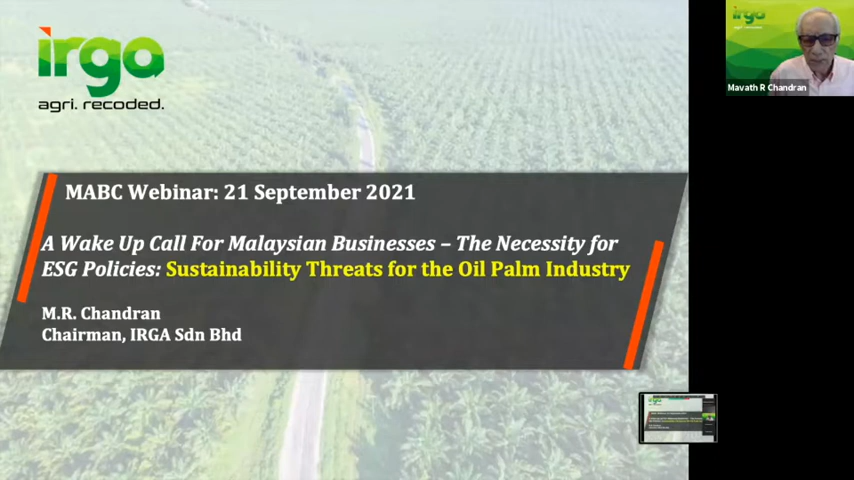 irga
agri. recoded.
MABC Webinar: 21 September 2021
A Wake Up Call For Malaysian Businesses – The Necessity for
ESG Policies: Sustainability Threats for the Oil Palm Industry
M.R. Chandran
Chairman, IRGA Sdn Bhd
irga
Mavath R Chandran